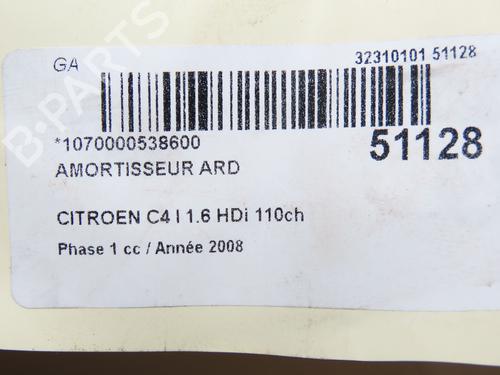 GA
32310101 51128
*1070000538600
51128
AMORTISSEUR ARD
CITROEN C4 I 1.6 HDi 110ch
Phase 1 cc / Année 2008
B-PARTS